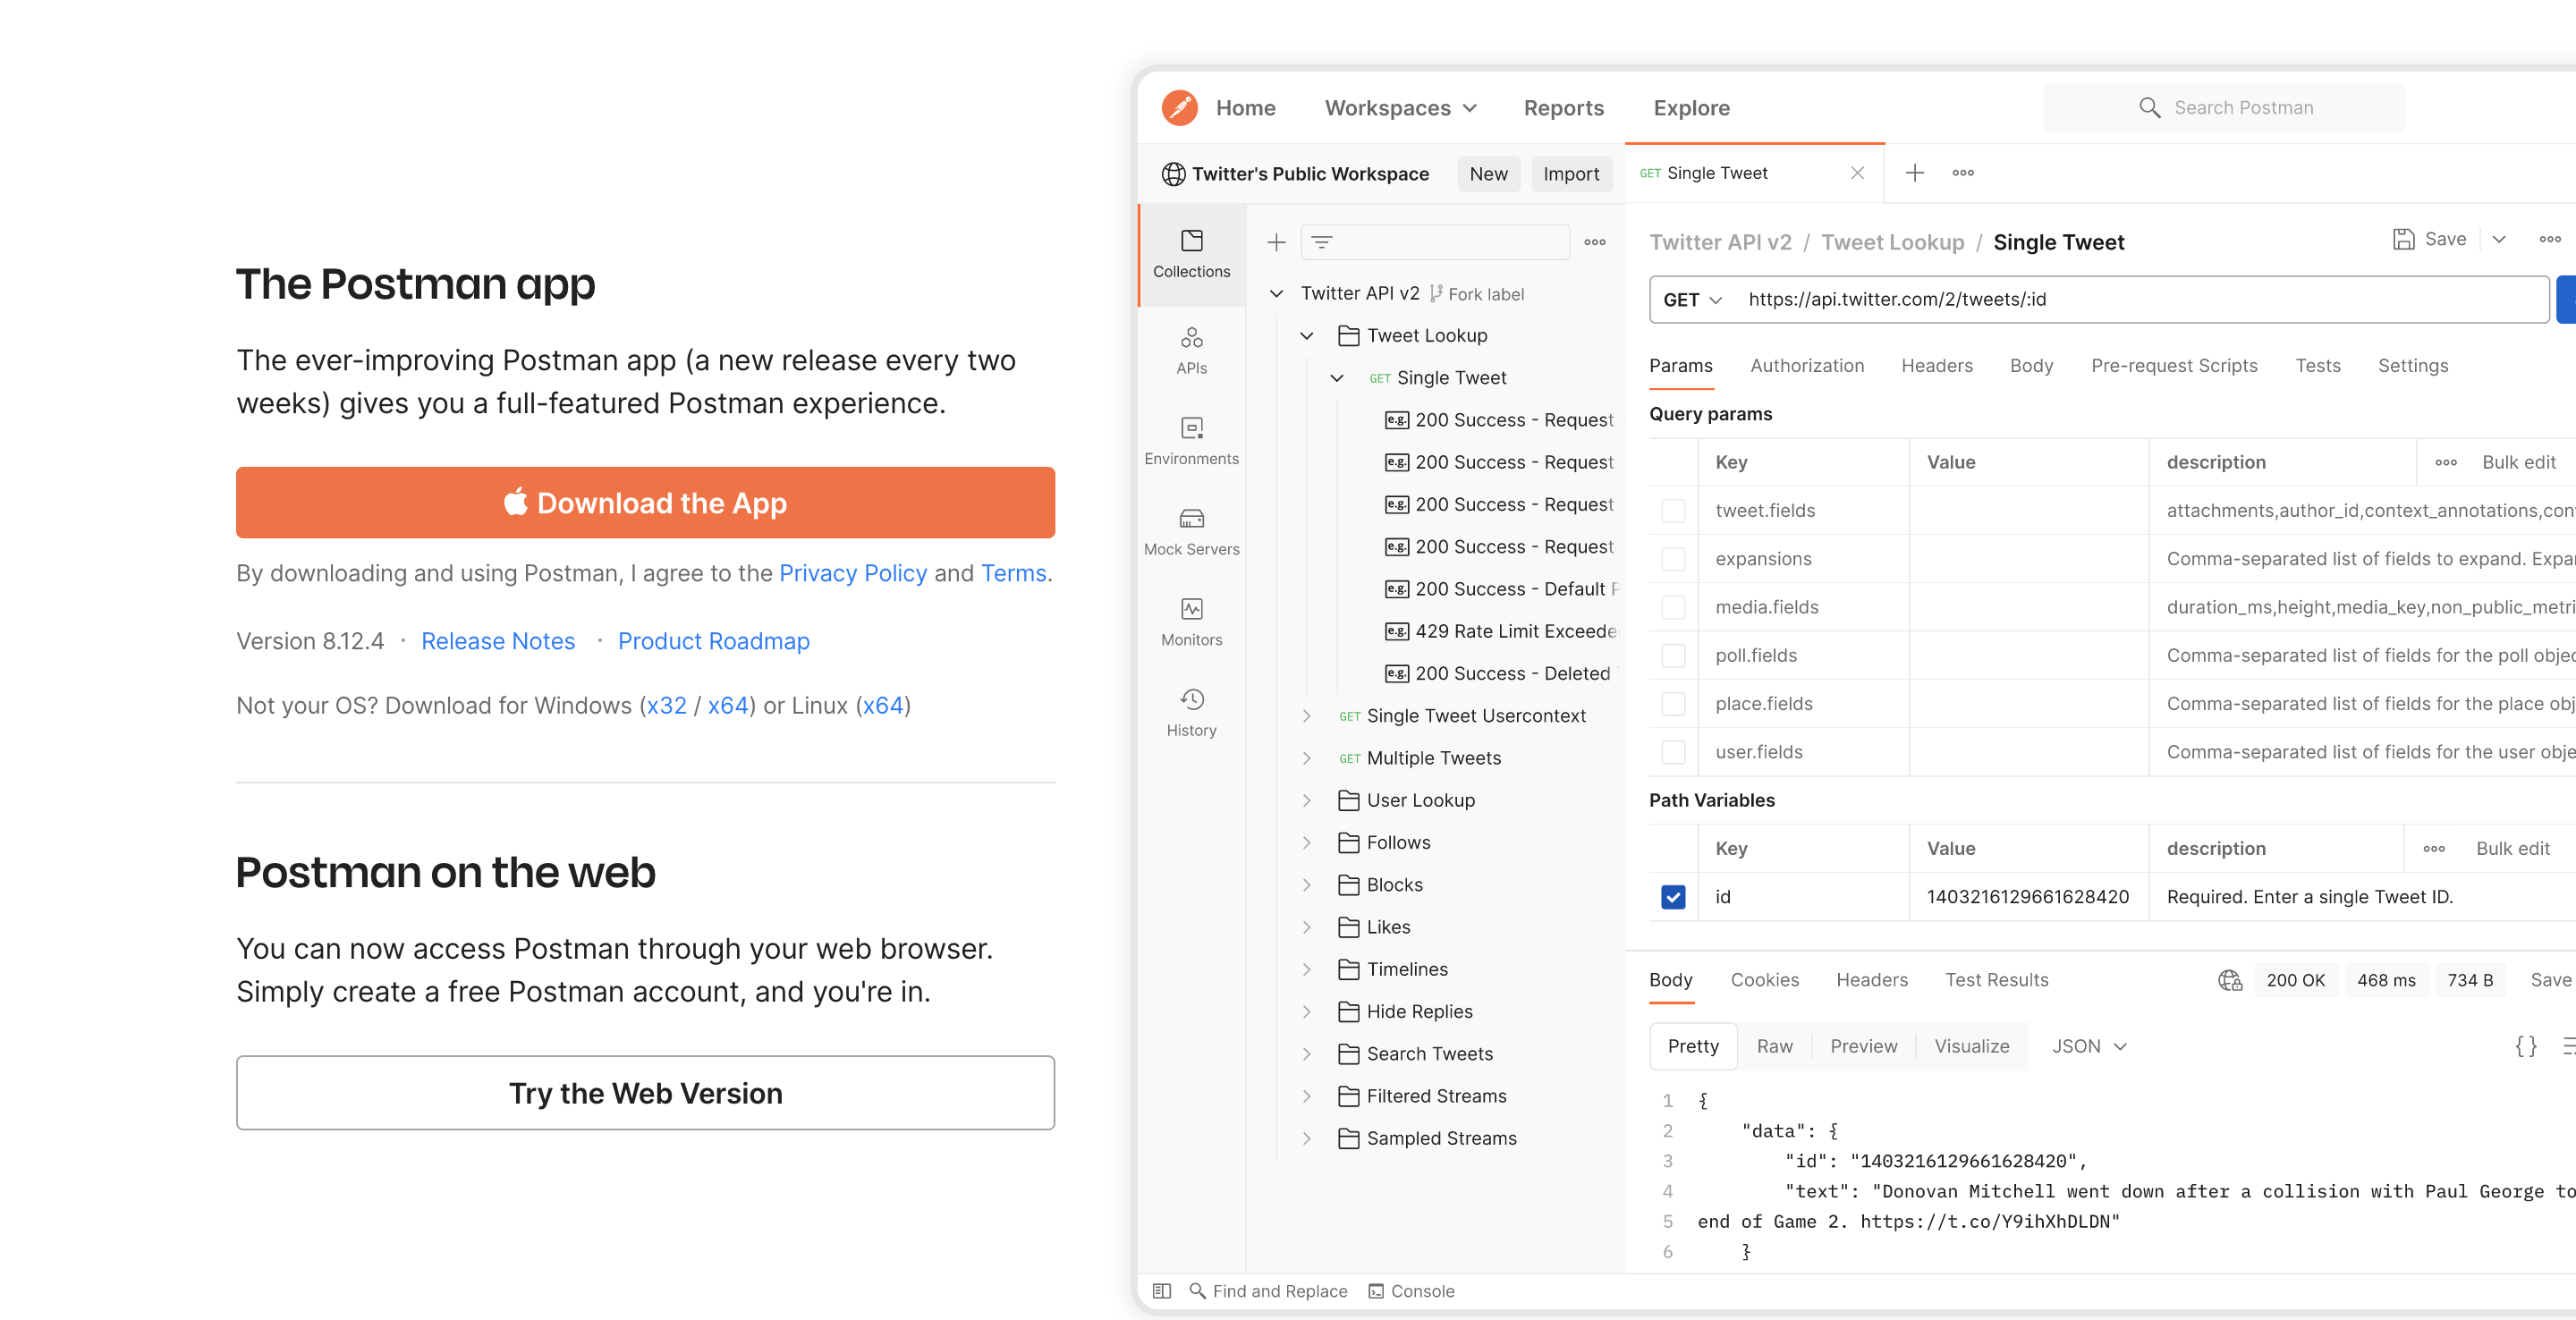 The Postman app
The ever-improving Postman app (a new release every two
weeks) gives you a full-featured Postman experience.
Download the App
By downloading and using Postman, I agree to the Privacy Policy and Terms.
Version 8.12.4 · Release Notes · Product Roadmap
Not your OS? Download for Windows (x32 / x64) or Linux (x64)
Postman on the web
You can now access Postman through your web browser.
Simply create a free Postman account, and you're in.
Try the Web Version
Home Workspaces Reports Explore Search Postman
Twitter's Public Workspace New Import
Collections
APIs
Environments
Mock Servers
Monitors
History
Twitter API v2 Fork label
Tweet Lookup
GET Single Tweet
e.g. 200 Success - Request
e.g. 200 Success - Request
e.g. 200 Success - Request
e.g. 200 Success - Request
e.g. 200 Success - Default
e.g. 429 Rate Limit Exceede
e.g. 200 Success - Deleted
GET Single Tweet Usercontext
GET Multiple Tweets
User Lookup
Follows
Blocks
Likes
Timelines
Hide Replies
Search Tweets
Filtered Streams
Sampled Streams
GET Single Tweet
Twitter API v2 / Tweet Lookup / Single Tweet Save
GET https://api.twitter.com/2/tweets/:id
Params Authorization Headers Body Pre-request Scripts Tests Settings
Query params
Key Value description Bulk edit
tweet.fields attachments,author_id,context_annotations,con
expansions Comma-separated list of fields to expand. Expa
media.fields duration_ms,height,media_key,non_public_metri
poll.fields Comma-separated list of fields for the poll objec
place.fields Comma-separated list of fields for the place obj
user.fields Comma-separated list of fields for the user obje
Path Variables
Key Value description Bulk edit
id 1403216129661628420 Required. Enter a single Tweet ID.
Body Cookies Headers Test Results 200 OK 468 ms 734 B Save
Pretty Raw Preview Visualize JSON
1 {
2 "data": {
3 "id": "1403216129661628420",
4 "text": "Donovan Mitchell went down after a collision with Paul George to
5 end of Game 2. https://t.co/Y9ihXhDLDN"
6 }
Find and Replace Console